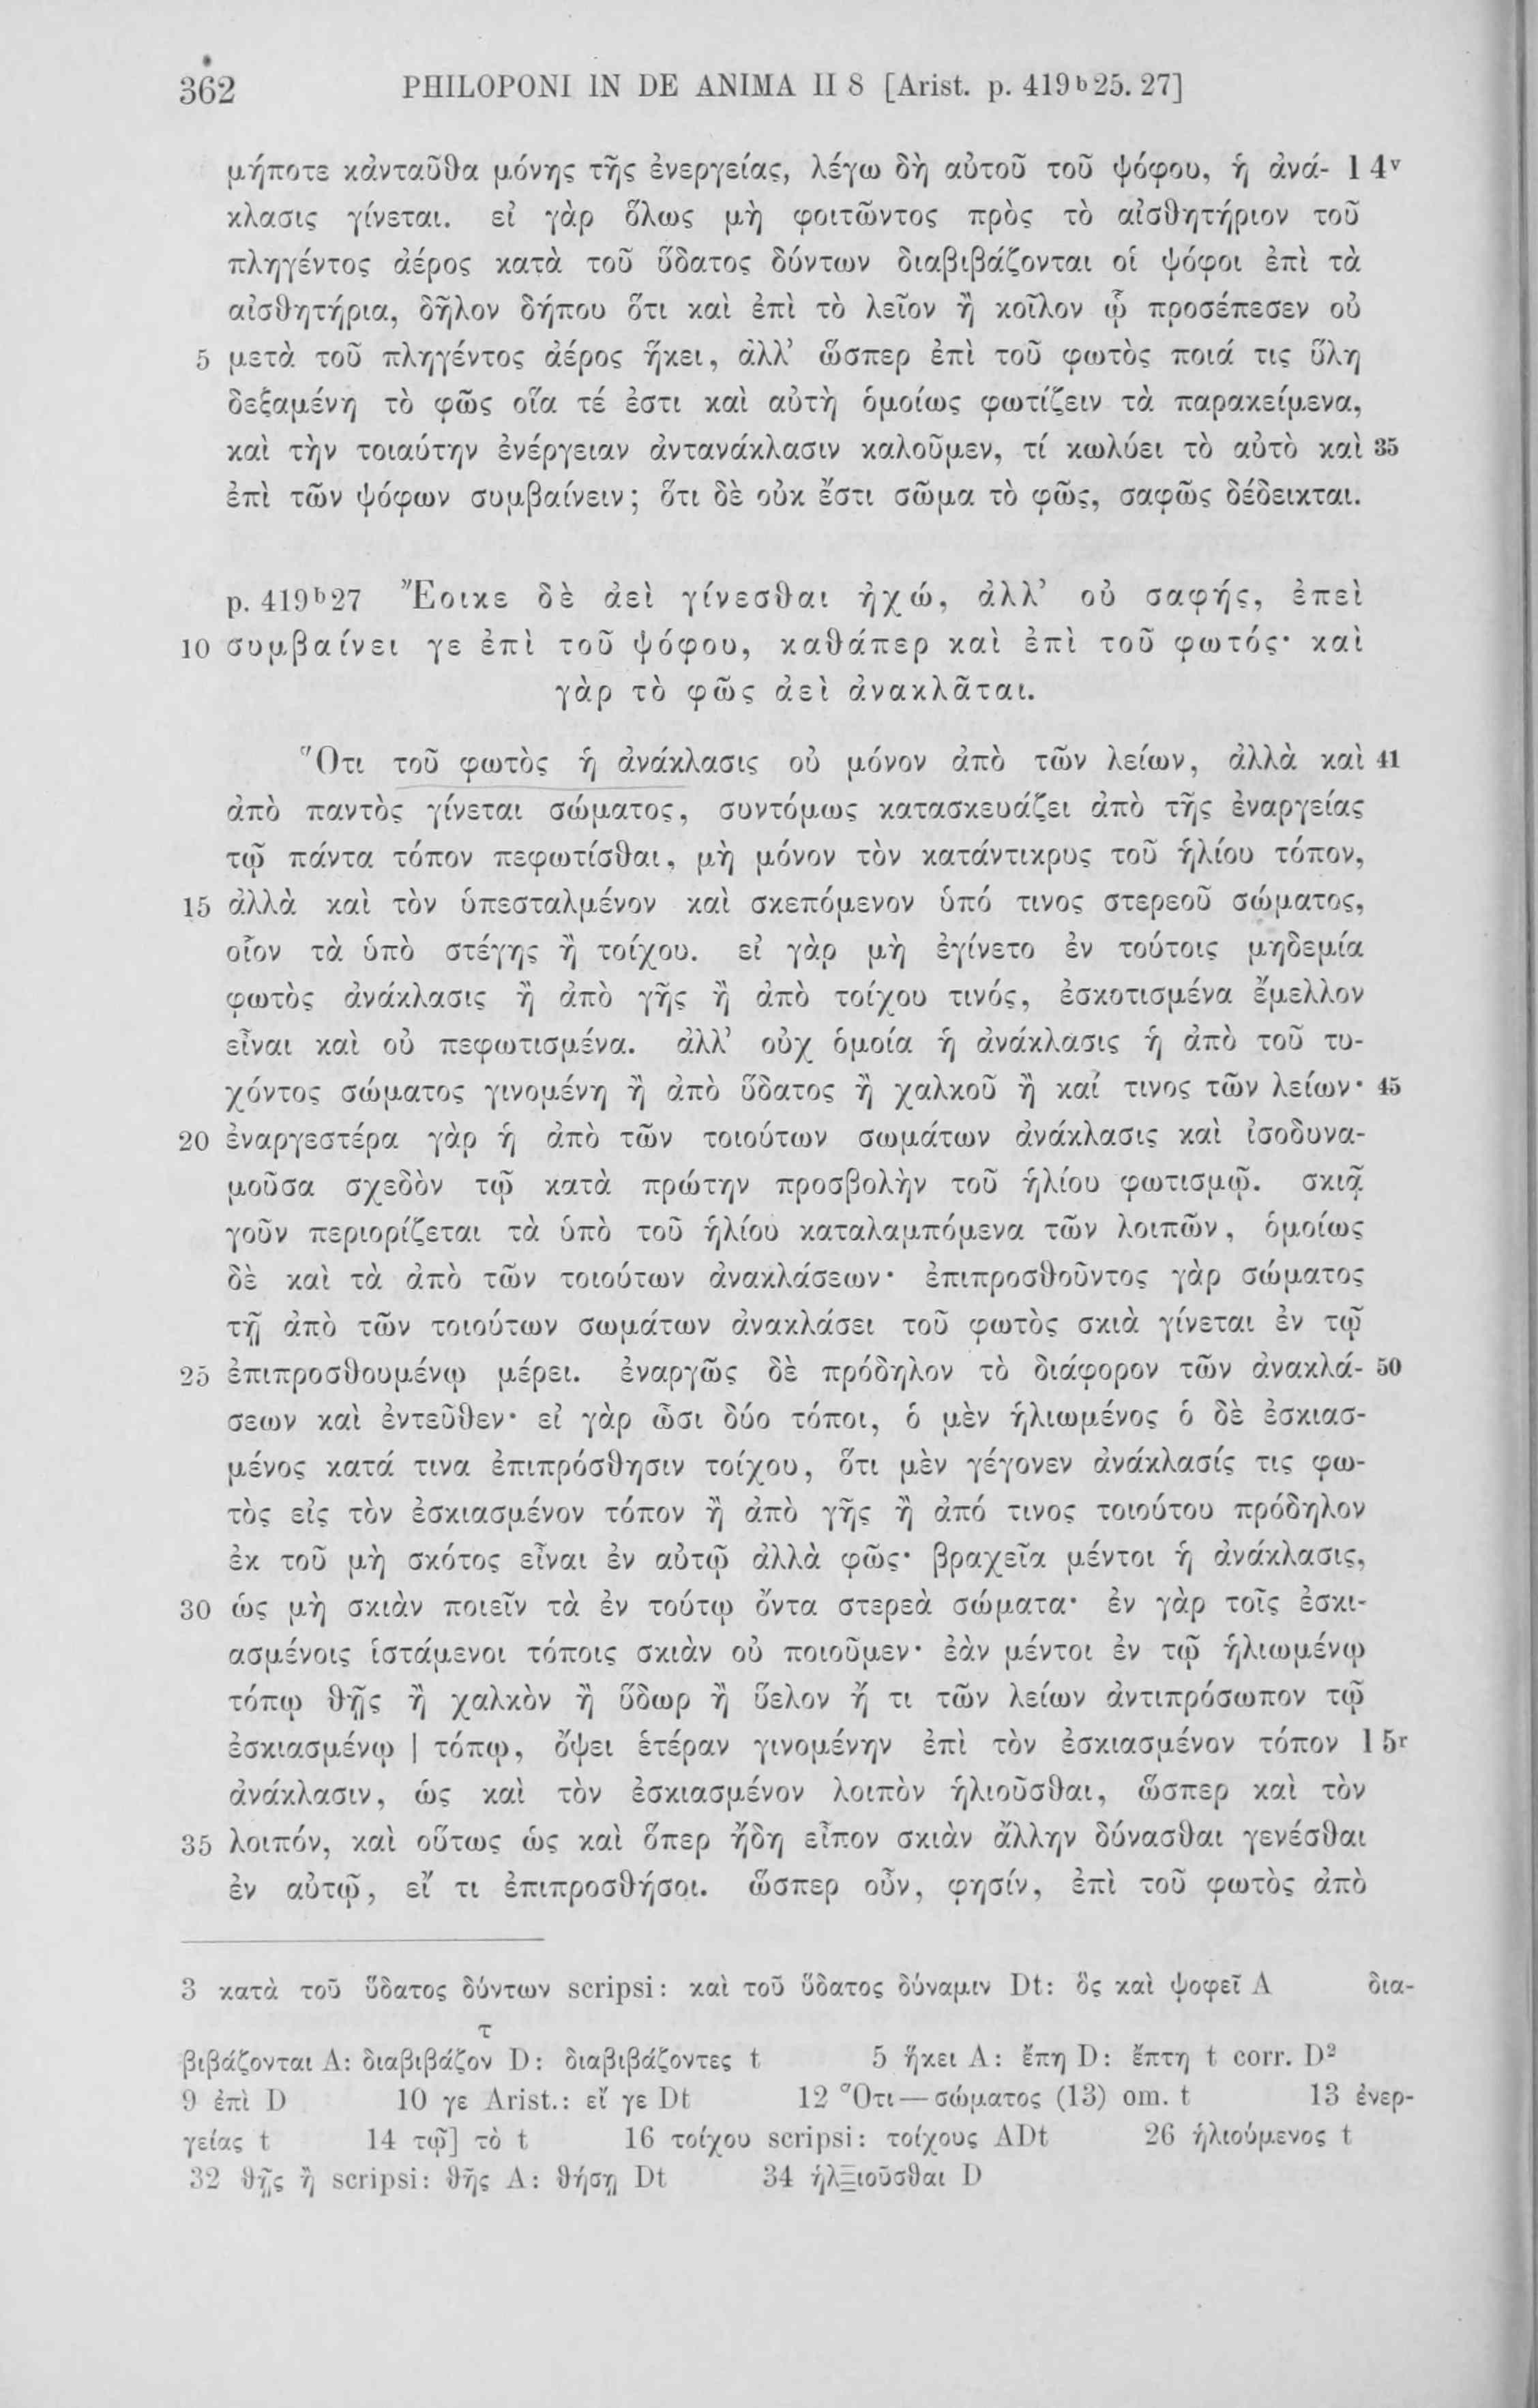 362 PHILOPONI IN DE ANIMA II 8 [Arist. p. 419ᵇ25. 27]
μήποτε κἀνταῦθα μόνης τῆς ἐνεργείας, λέγω δὴ αὐτοῦ τοῦ ψόφου, ἡ ἀνά- 14ᵛ
κλασις γίνεται. εἰ γὰρ ὅλως μὴ φοιτῶντος πρὸς τὸ αἰσθητήριον τοῦ
πληγέντος ἀέρος κατὰ τοῦ ὕδατος δύντων διαβιβάζονται οἱ ψόφοι ἐπὶ τὰ
αἰσθητήρια, δῆλον δήπου ὅτι καὶ ἐπὶ τὸ λεῖον ἢ κοῖλον ᾧ προσέπεσεν οὐ
5 μετὰ τοῦ πληγέντος ἀέρος ἥκει, ἀλλ’ ὥσπερ ἐπὶ τοῦ φωτὸς ποιά τις ὕλη
δεξαμένη τὸ φῶς οἵα τέ ἐστι καὶ αὐτὴ ὁμοίως φωτίζειν τὰ παρακείμενα,
καὶ τὴν τοιαύτην ἐνέργειαν ἀντανάκλασιν καλοῦμεν, τί κωλύει τὸ αὐτὸ καὶ 35
ἐπὶ τῶν ψόφων συμβαίνειν; ὅτι δὲ οὐκ ἔστι σῶμα τὸ φῶς, σαφῶς δέδεικται.
p. 419ᵇ27 Ἔοικε δὲ ἀεὶ γίνεσθαι ἠχώ, ἀλλ’ οὐ σαφής, ἐπεὶ
10 συμβαίνει γε ἐπὶ τοῦ ψόφου, καθάπερ καὶ ἐπὶ τοῦ φωτός· καὶ
γὰρ τὸ φῶς ἀεὶ ἀνακλᾶται.
Ὅτι τοῦ φωτὸς ἡ ἀνάκλασις οὐ μόνον ἀπὸ τῶν λείων, ἀλλὰ καὶ 41
ἀπὸ παντὸς γίνεται σώματος, συντόμως κατασκευάζει ἀπὸ τῆς ἐναργείας
τῷ πάντα τόπον πεφωτίσθαι, μὴ μόνον τὸν κατάντικρυς τοῦ ἡλίου τόπον,
15 ἀλλὰ καὶ τὸν ὑπεσταλμένον καὶ σκεπόμενον ὑπό τινος στερεοῦ σώματος,
οἷον τὰ ὑπὸ στέγης ἢ τοίχου. εἰ γὰρ μὴ ἐγίνετο ἐν τούτοις μηδεμία
φωτὸς ἀνάκλασις ἢ ἀπὸ γῆς ἢ ἀπὸ τοίχου τινός, ἐσκοτισμένα ἔμελλον
εἶναι καὶ οὐ πεφωτισμένα. ἀλλ’ οὐχ ὁμοία ἡ ἀνάκλασις ἡ ἀπὸ τοῦ τυ-
χόντος σώματος γινομένη ἢ ἀπὸ ὕδατος ἢ χαλκοῦ ἢ καί τινος τῶν λείων· 45
20 ἐναργεστέρα γὰρ ἡ ἀπὸ τῶν τοιούτων σωμάτων ἀνάκλασις καὶ ἰσοδυνα-
μοῦσα σχεδὸν τῷ κατὰ πρώτην προσβολὴν τοῦ ἡλίου φωτισμῷ. σκιᾷ
γοῦν περιορίζεται τὰ ὑπὸ τοῦ ἡλίου καταλαμπόμενα τῶν λοιπῶν, ὁμοίως
δὲ καὶ τὰ ἀπὸ τῶν τοιούτων ἀνακλάσεων· ἐπιπροσθοῦντος γὰρ σώματος
τῇ ἀπὸ τῶν τοιούτων σωμάτων ἀνακλάσει τοῦ φωτὸς σκιὰ γίνεται ἐν τῷ
25 ἐπιπροσθουμένῳ μέρει. ἐναργῶς δὲ πρόδηλον τὸ διάφορον τῶν ἀνακλά- 50
σεων καὶ ἐντεῦθεν· εἰ γὰρ ὦσι δύο τόποι, ὁ μὲν ἡλιωμένος ὁ δὲ ἐσκιασ-
μένος κατά τινα ἐπιπρόσθησιν τοίχου, ὅτι μὲν γέγονεν ἀνάκλασίς τις φω-
τὸς εἰς τὸν ἐσκιασμένον τόπον ἢ ἀπὸ γῆς ἢ ἀπό τινος τοιούτου πρόδηλον
ἐκ τοῦ μὴ σκότος εἶναι ἐν αὐτῷ ἀλλὰ φῶς· βραχεῖα μέντοι ἡ ἀνάκλασις,
30 ὡς μὴ σκιὰν ποιεῖν τὰ ἐν τούτῳ ὄντα στερεὰ σώματα· ἐν γὰρ τοῖς ἐσκι-
ασμένοις ἱστάμενοι τόποις σκιὰν οὐ ποιοῦμεν· ἐὰν μέντοι ἐν τῷ ἡλιωμένῳ
τόπῳ θῇς ἢ χαλκὸν ἢ ὕδωρ ἢ ὕελον ἤ τι τῶν λείων ἀντιπρόσωπον τῷ
ἐσκιασμένῳ | τόπῳ, ὄψει ἑτέραν γινομένην ἐπὶ τὸν ἐσκιασμένον τόπον 15ʳ
ἀνάκλασιν, ὡς καὶ τὸν ἐσκιασμένον λοιπὸν ἡλιοῦσθαι, ὥσπερ καὶ τὸν
35 λοιπόν, καὶ οὕτως ὡς καὶ ὅπερ ἤδη εἶπον σκιὰν ἄλλην δύνασθαι γενέσθαι
ἐν αὐτῷ, εἴ τι ἐπιπροσθήσοι. ὥσπερ οὖν, φησίν, ἐπὶ τοῦ φωτὸς ἀπὸ
3 κατὰ τοῦ ὕδατος δύντων scripsi: καὶ τοῦ ὕδατος δύναμιν Dt: ὃς καὶ ψοφεῖ A δια-
τ
βιβάζονται A: διαβιβάζον D: διαβιβάζοντες t 5 ἥκει A: ἔπη D: ἔπτη t corr. D²
9 ἐπὶ D 10 γε Arist.: εἴ γε Dt 12 Ὅτι — σώματος (13) om. t 13 ἐνερ-
γείας t 14 τῷ] τὸ t 16 τοίχου scripsi: τοίχους ADt 26 ἡλιούμενος t
32 θῇς ἢ scripsi: θῆς A: θήσῃ Dt 34 ἡλΞιοῦσθαι D